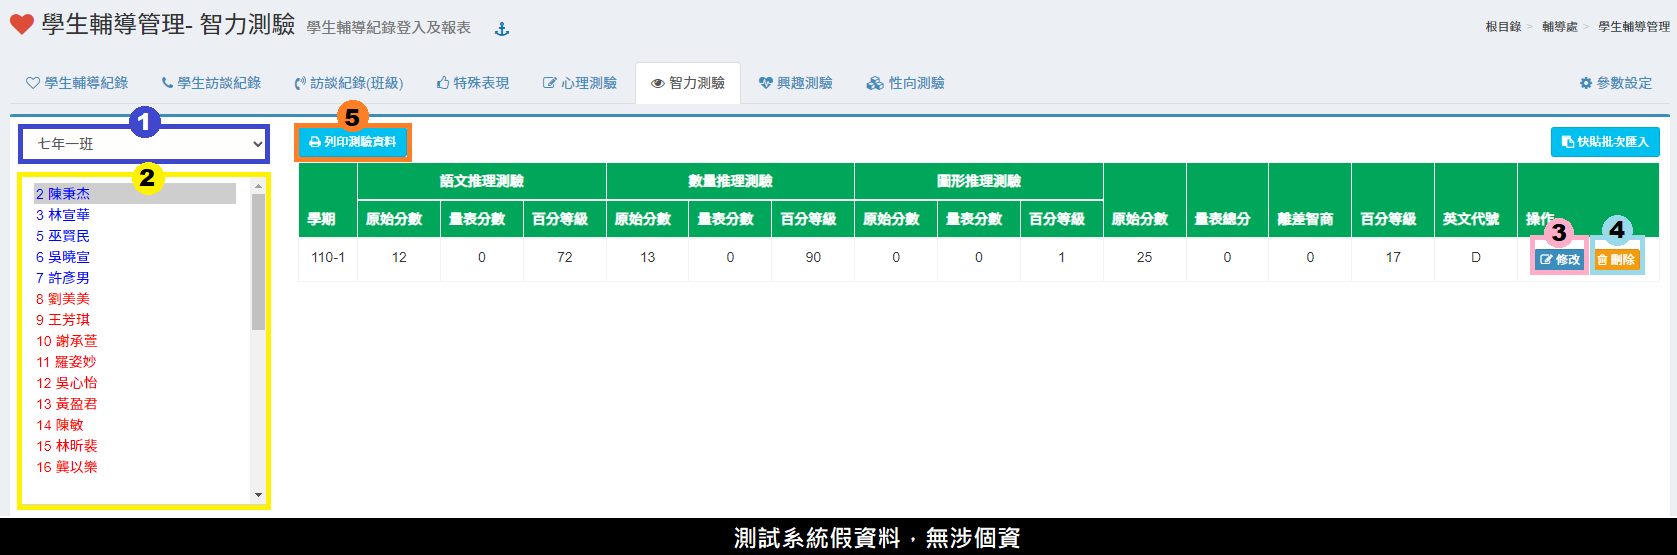 學生輔導管理- 智力測驗 學生輔導紀錄登入及報表
根目錄 > 輔導處 > 學生輔導管理
學生輔導紀錄 學生訪談紀錄 訪談紀錄(班級) 特殊表現 心理測驗 智力測驗 興趣測驗 性向測驗 參數設定
1
七年一班
2
2 陳秉杰
3 林宣華
5 巫賢民
6 吳曉宣
7 許彥男
8 劉美美
9 王芳琪
10 謝承萱
11 羅姿妙
12 吳心怡
13 黃盈君
14 陳敏
15 林昕裴
16 龔以樂
5
列印測驗資料 快貼批次匯入
語文推理測驗 數量推理測驗 圖形推理測驗
學期 原始分數 量表分數 百分等級 原始分數 量表分數 百分等級 原始分數 量表分數 百分等級 原始分數 量表總分 離差智商 百分等級 英文代號 操作
3 4
110-1 12 0 72 13 0 90 0 0 1 25 0 0 17 D 修改 刪除
測試系統假資料，無涉個資